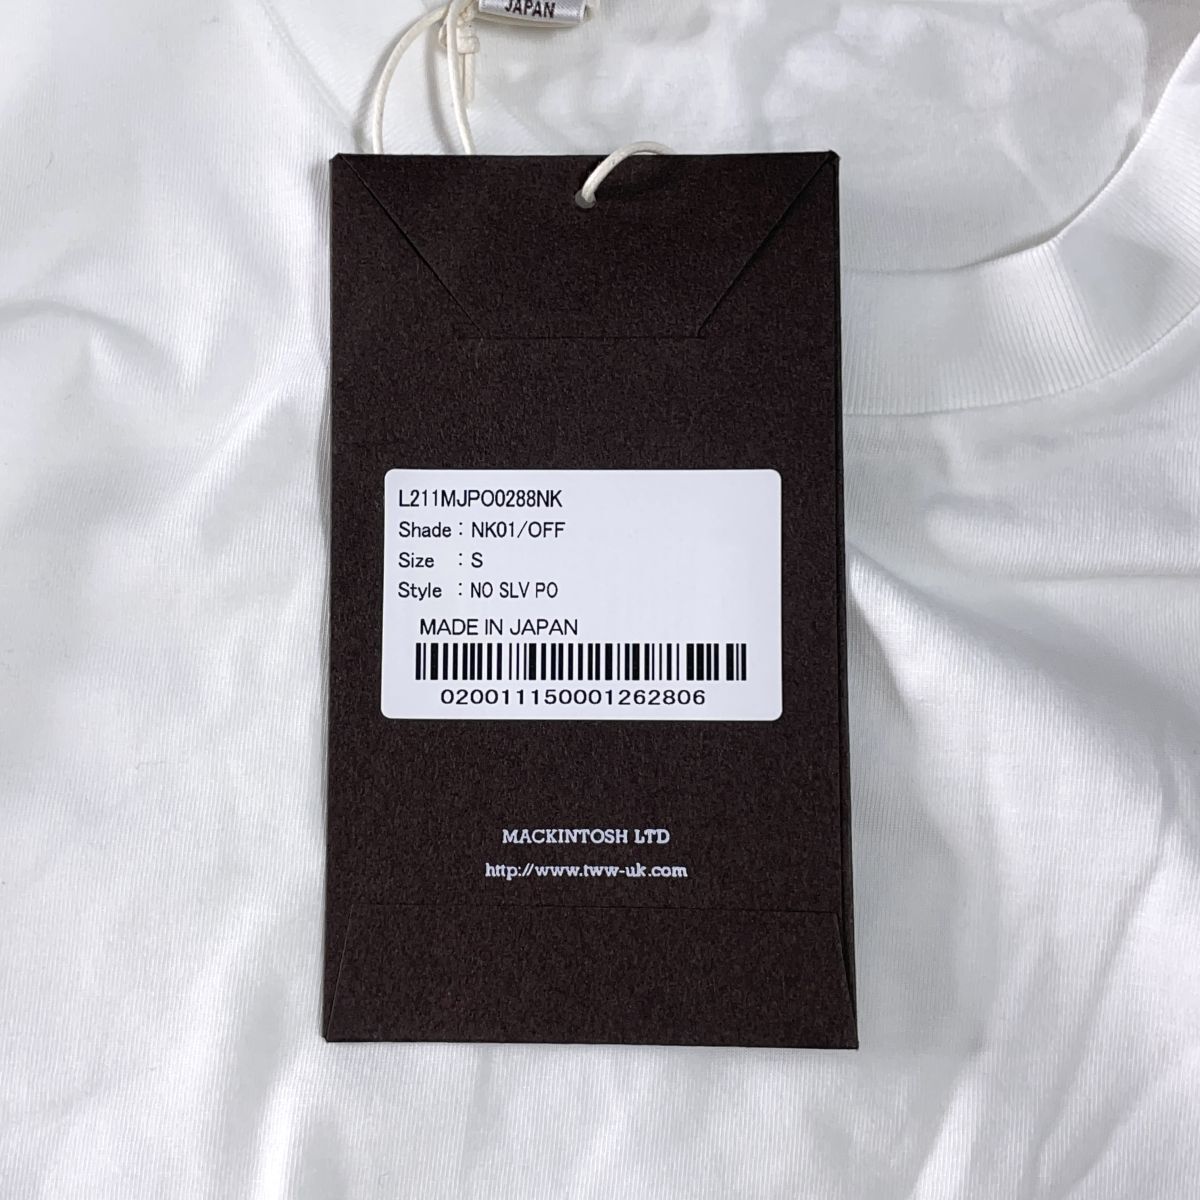 JAPAN
L211MJPO0288NK
Shade : NK01/OFF
Size : S
Style : NO SLV PO
MADE IN JAPAN
020011150001262806
MACKINTOSH LTD
http://www.tww-uk.com